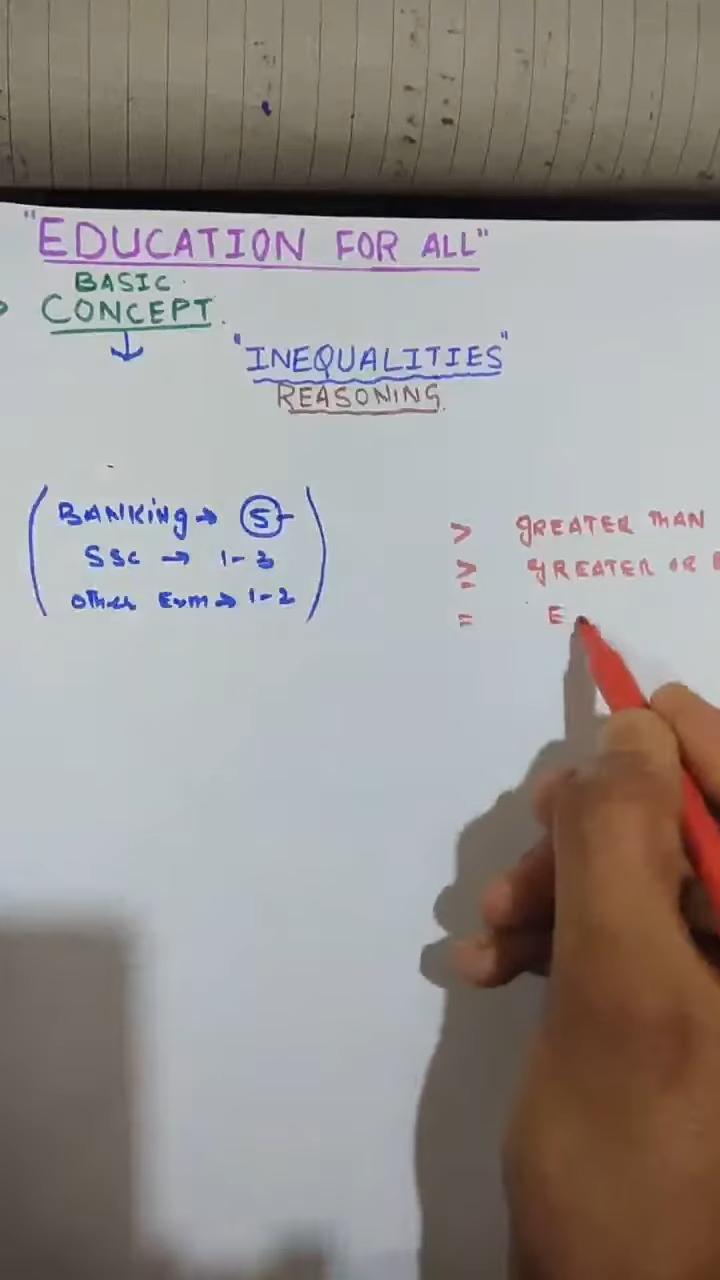 "EDUCATION FOR ALL"
BASIC
CONCEPT.
"INEQUALITIES"
REASONING
BANKING → 5
SSC → 1-3
Other Exm → 1-2
> GREATER THAN
≥ GREATER OR E
= E